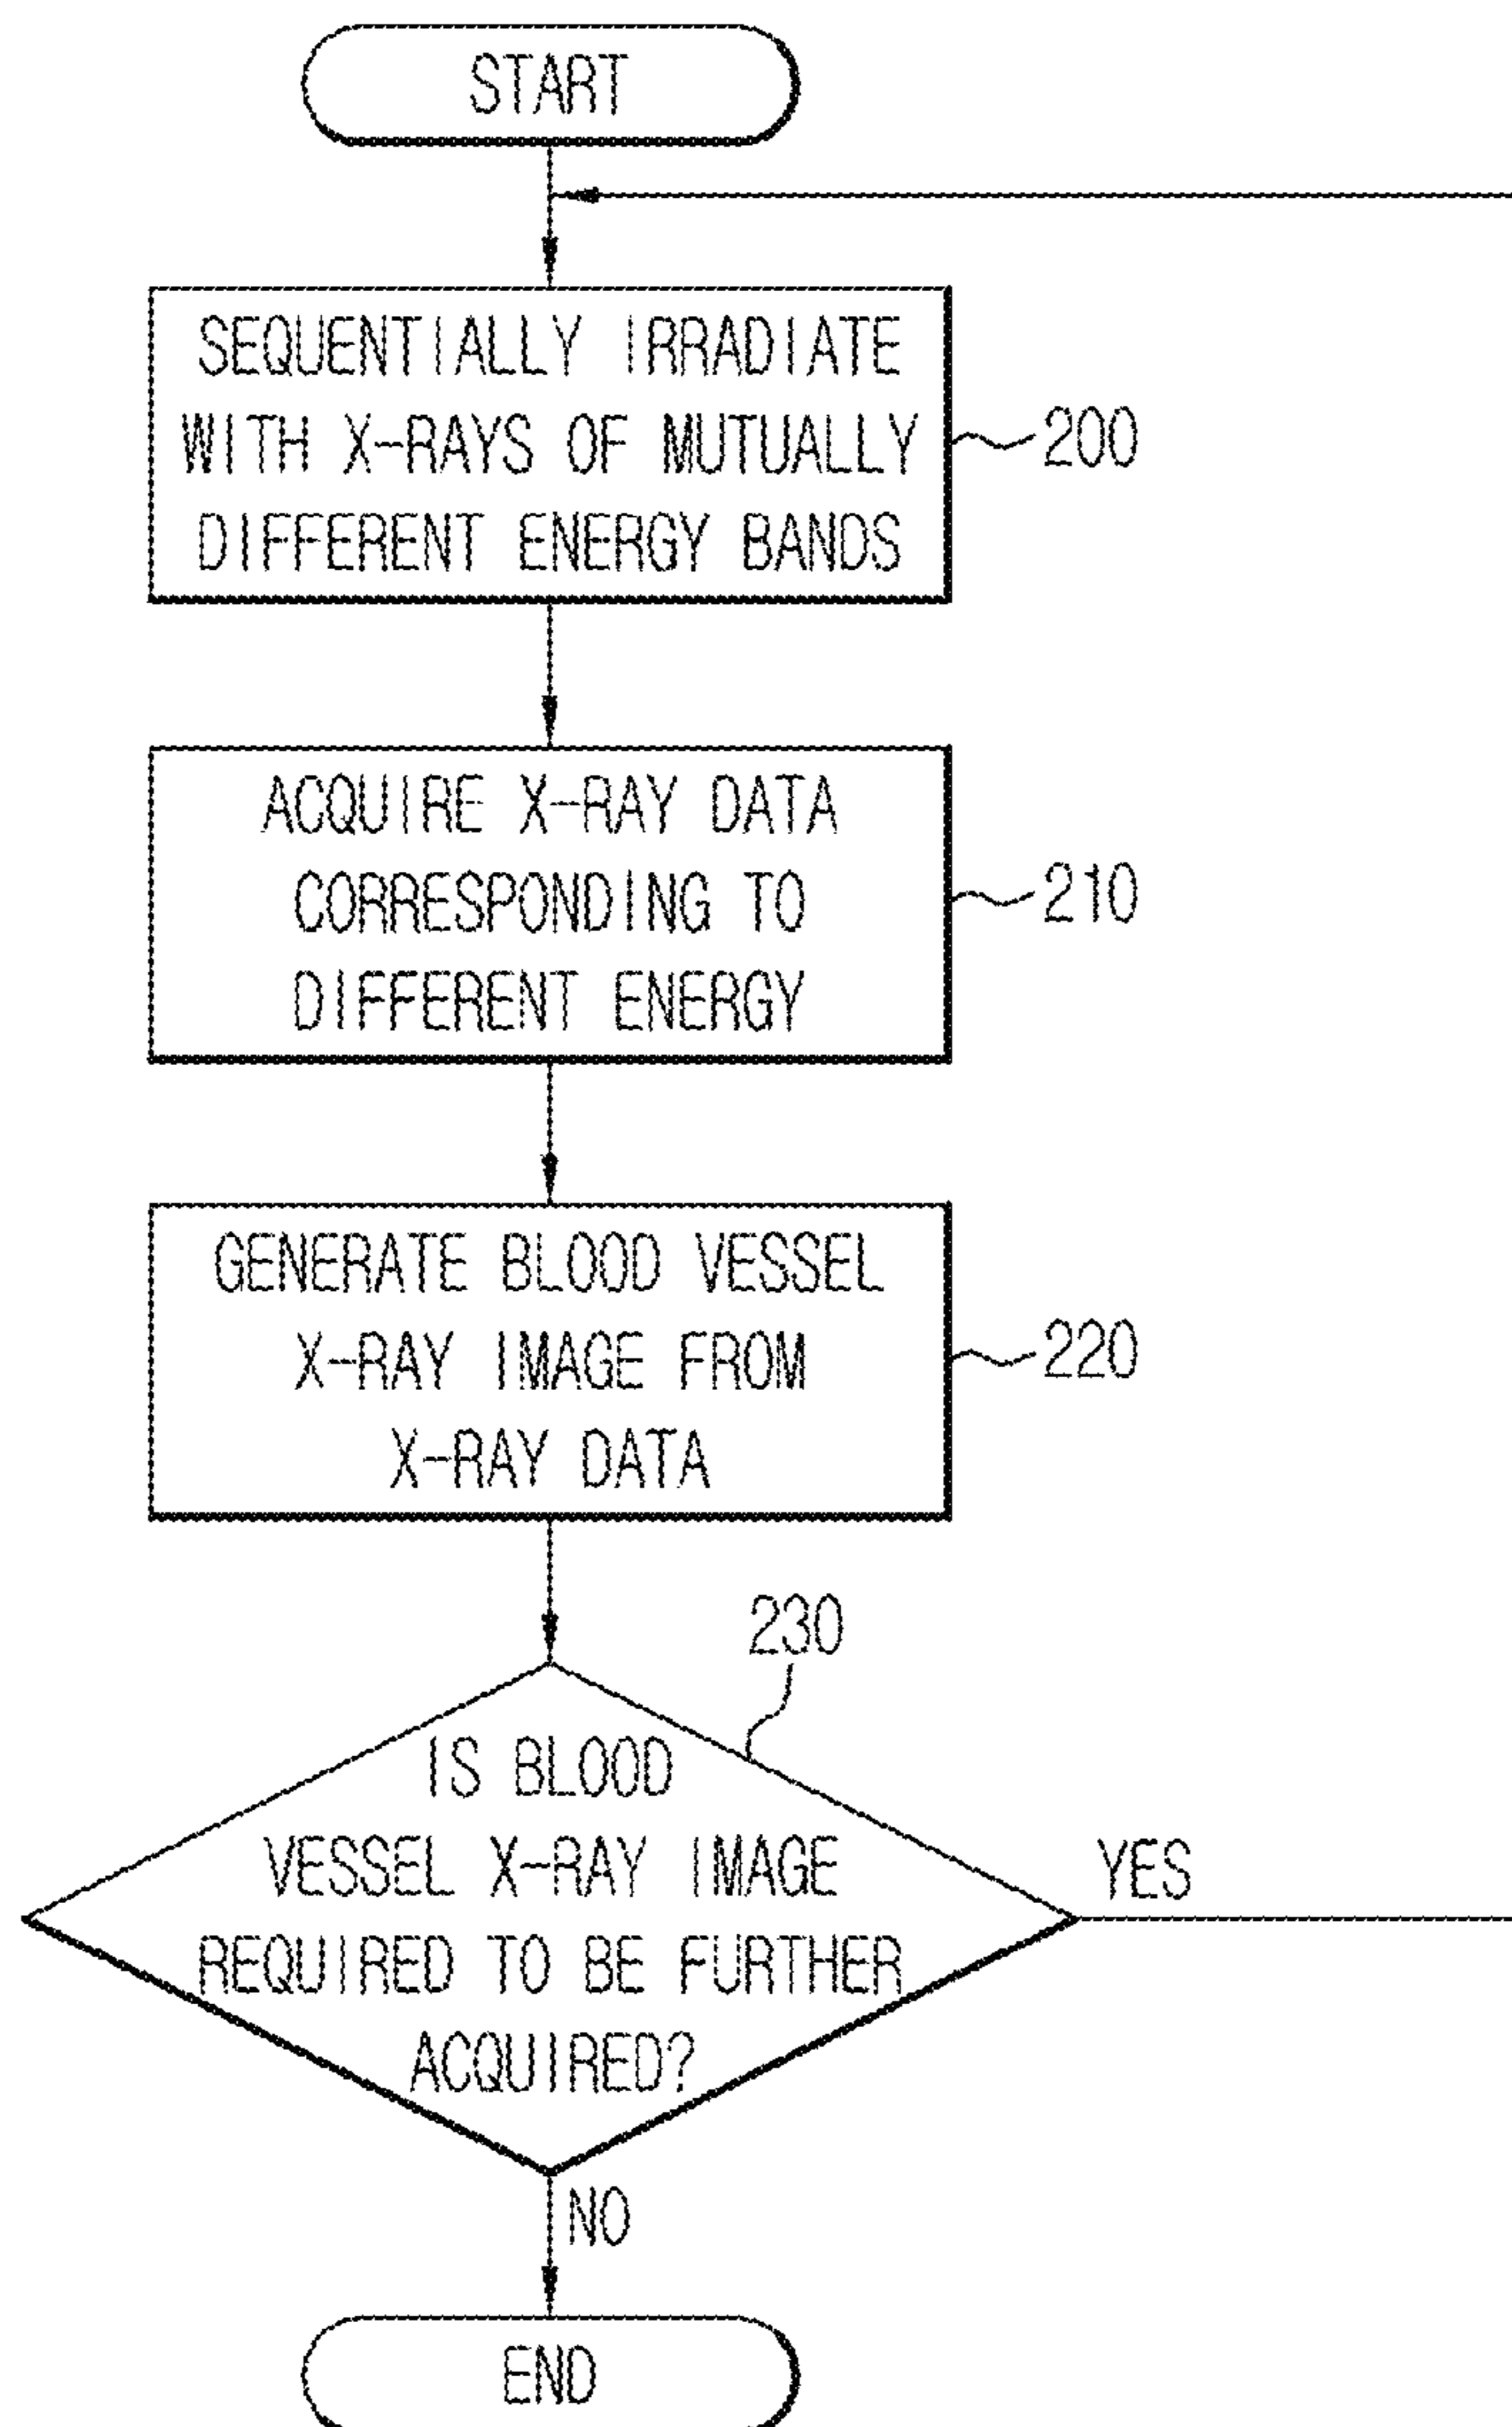 START
SEQUENTIALLY IRRADIATE
WITH X-RAYS OF MUTUALLY
DIFFERENT ENERGY BANDS
200
ACQUIRE X-RAY DATA
CORRESPONDING TO
DIFFERENT ENERGY
210
GENERATE BLOOD VESSEL
X-RAY IMAGE FROM
X-RAY DATA
220
230
IS BLOOD
VESSEL X-RAY IMAGE
REQUIRED TO BE FURTHER
ACQUIRED?
YES
NO
END